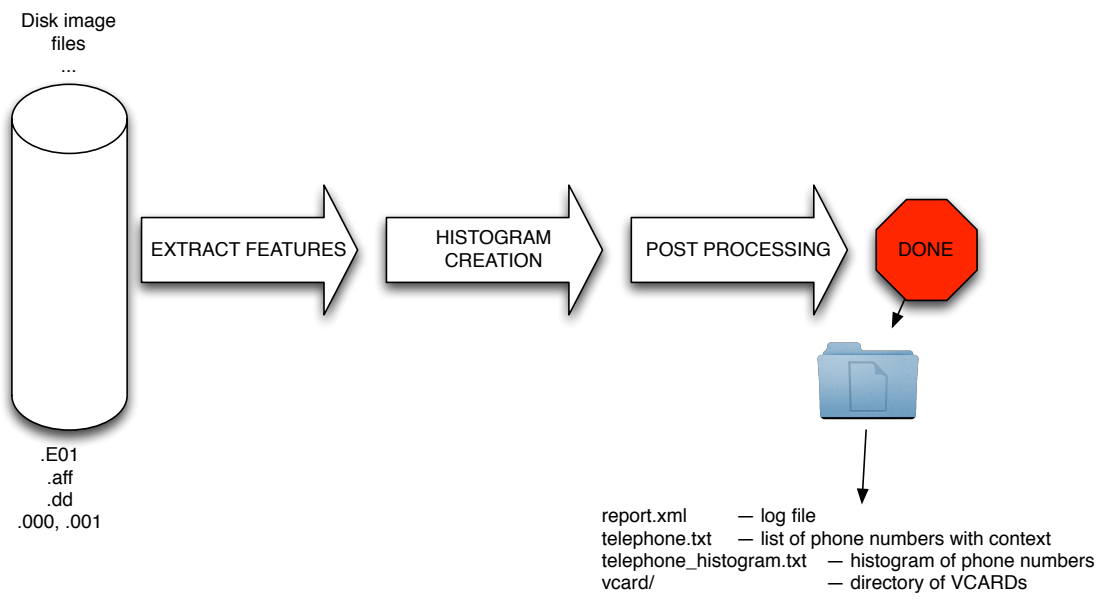 Disk image
files
...
EXTRACT FEATURES
HISTOGRAM
CREATION
POST PROCESSING
DONE
.E01
.aff
.dd
.000, .001
report.xml — log file
telephone.txt — list of phone numbers with context
telephone_histogram.txt — histogram of phone numbers
vcard/ — directory of VCARDs